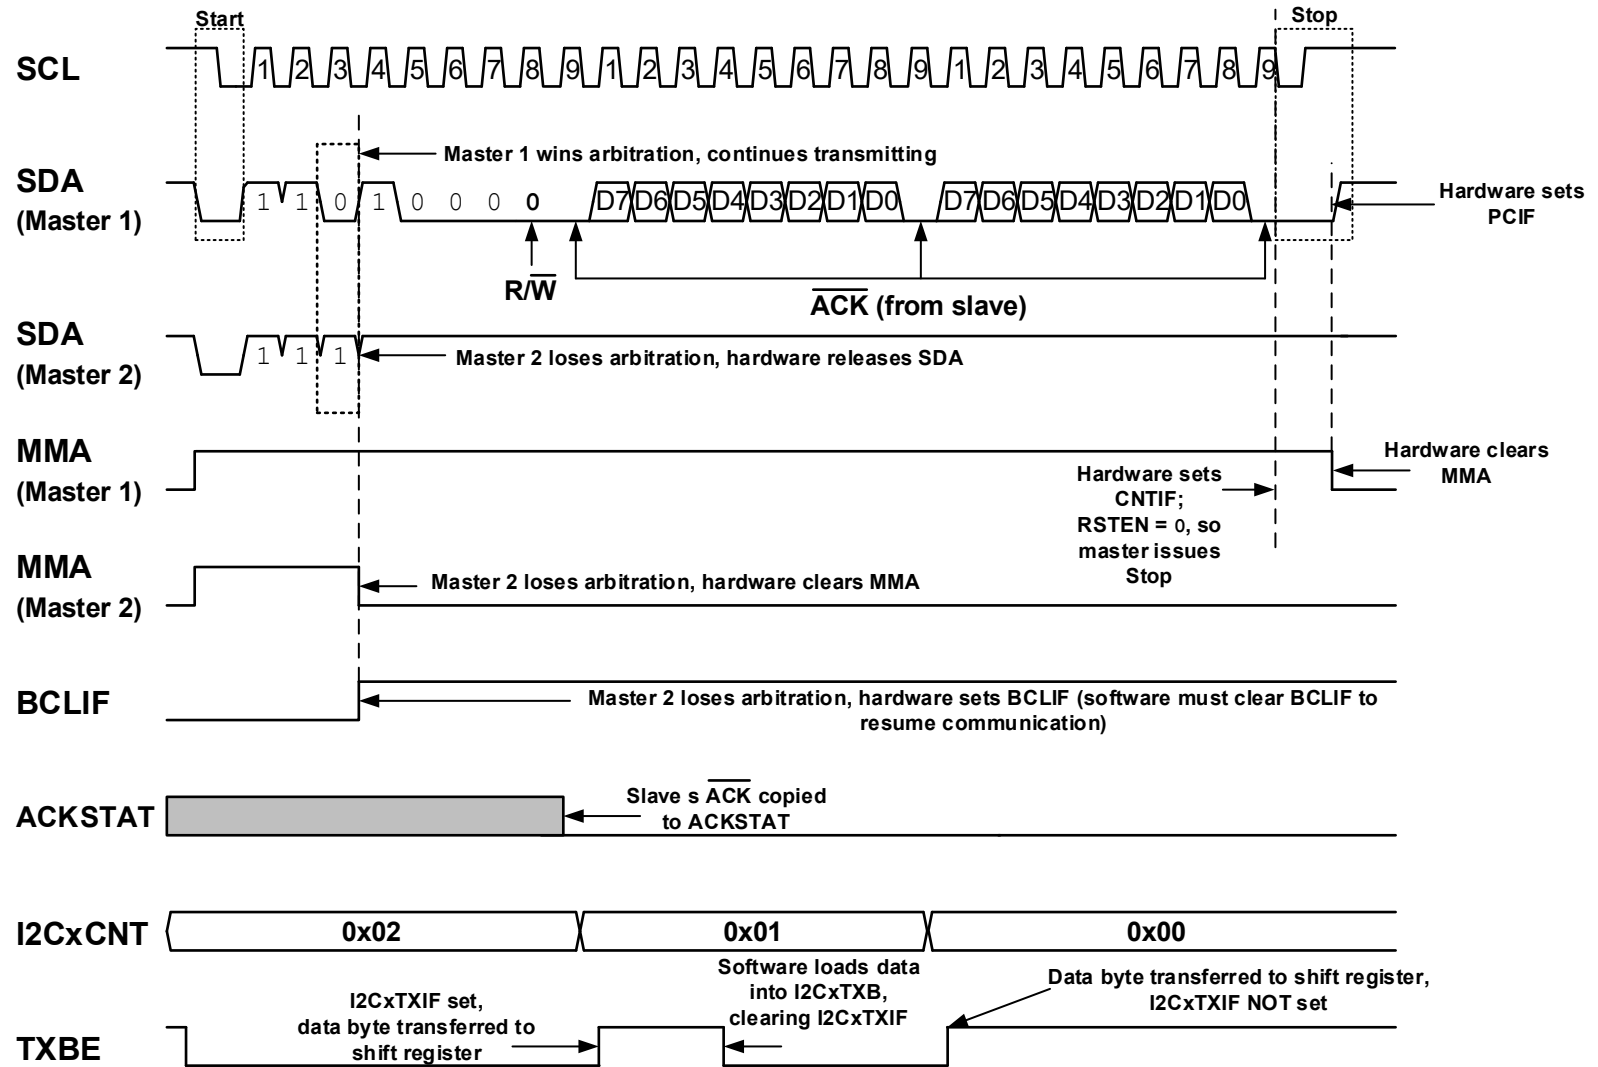 Start
Stop
SCL
1 2 3 4 5 6 7 8 9 1 2 3 4 5 6 7 8 9 1 2 3 4 5 6 7 8 9
Master 1 wins arbitration, continues transmitting
SDA
(Master 1)
1 1 0 1 0 0 0 0 D7 D6 D5 D4 D3 D2 D1 D0 D7 D6 D5 D4 D3 D2 D1 D0
Hardware sets
PCIF
R/W̅
A̅C̅K̅ (from slave)
SDA
(Master 2)
1 1 1
Master 2 loses arbitration, hardware releases SDA
MMA
(Master 1)
Hardware clears
MMA
Hardware sets
CNTIF;
RSTEN = 0, so
master issues
Stop
MMA
(Master 2)
Master 2 loses arbitration, hardware clears MMA
BCLIF
Master 2 loses arbitration, hardware sets BCLIF (software must clear BCLIF to
resume communication)
ACKSTAT
Slave s A̅C̅K̅ copied
to ACKSTAT
I2CxCNT
0x02 0x01 0x00
Software loads data
into I2CxTXB,
clearing I2CxTXIF
Data byte transferred to shift register,
I2CxTXIF NOT set
I2CxTXIF set,
data byte transferred to
shift register
TXBE